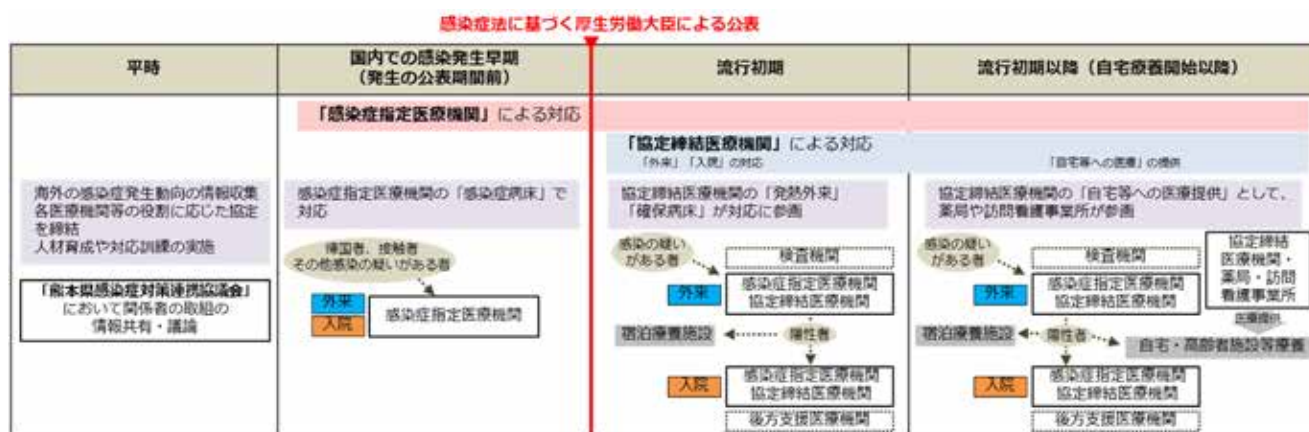 感染症法に基づく厚生労働大臣による公表
平時
国内での感染発生早期
（発生の公表期間前）
流行初期
流行初期以降（自宅療養開始以降）
「感染症指定医療機関」による対応
「協定締結医療機関」による対応
「外来」「入院」の対応
「自宅等への医療」の提供
海外の感染症発生動向の情報収集
各医療機関等の役割に応じた協定
を締結
人材育成や対応訓練の実施
「熊本県感染症対策連携協議会」
において関係者の取組の
情報共有・議論
感染症指定医療機関の「感染症病床」で
対応
帰国者、接触者
その他感染の疑いがある者
外来
入院
感染症指定医療機関
協定締結医療機関の「発熱外来」
「確保病床」が対応に参画
感染の疑い
がある者
検査機関
外来
感染症指定医療機関
協定締結医療機関
宿泊療養施設
陽性者
入院
感染症指定医療機関
協定締結医療機関
後方支援医療機関
協定締結医療機関の「自宅等への医療提供」として、
薬局や訪問看護事業所が参画
感染の疑い
がある者
検査機関
外来
感染症指定医療機関
協定締結医療機関
協定締結
医療機関・
薬局・訪問
看護事業所
医療提供
宿泊療養施設
陽性者
自宅・高齢者施設等療養
入院
感染症指定医療機関
協定締結医療機関
後方支援医療機関